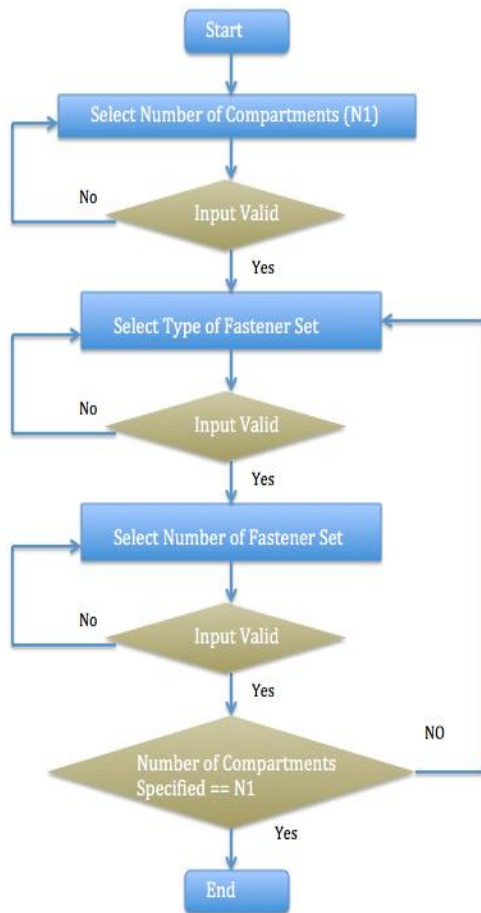 Start
Select Number of Compartments (N1)
No
Input Valid
Yes
Select Type of Fastener Set
No
Input Valid
Yes
Select Number of Fastener Set
No
Input Valid
Yes
NO
Number of Compartments
Specified == N1
Yes
End